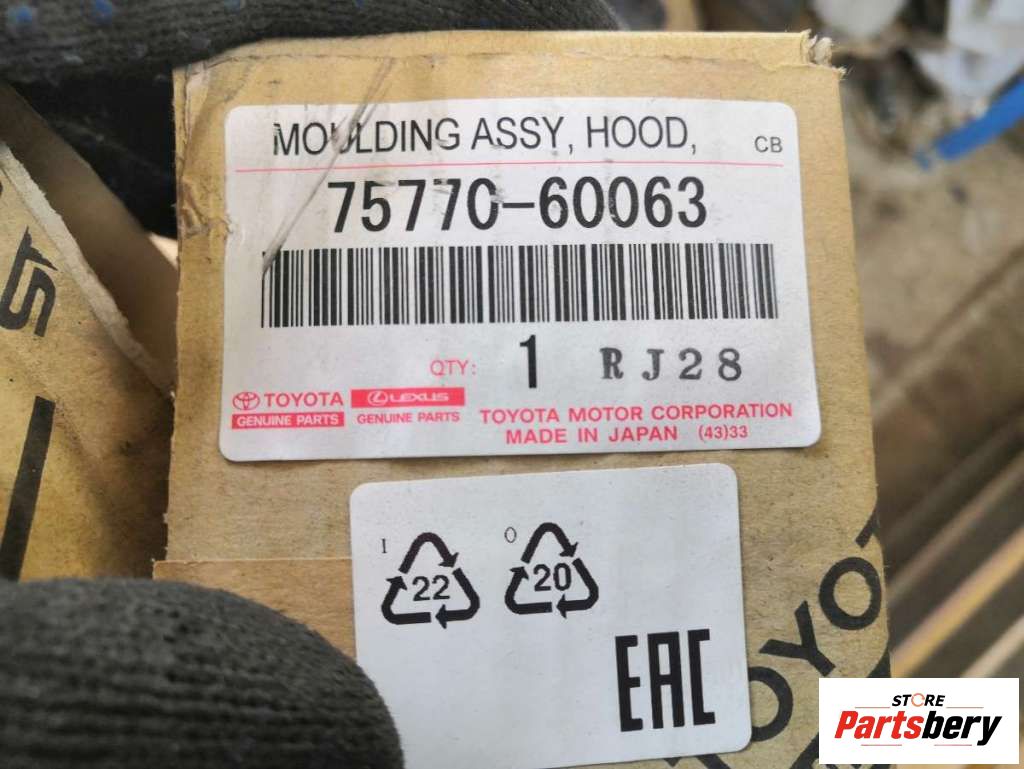 MOULDING ASSY, HOOD, CB
75770-60063
QTY: 1 RJ28
TOYOTA
GENUINE PARTS
LEXUS
GENUINE PARTS
TOYOTA MOTOR CORPORATION
MADE IN JAPAN (43)33
I 22
O 20
EAC
TOYOT
STORE
Partsbery